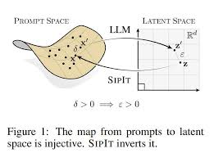 PROMPT SPACE
LATENT SPACE
LLM
ℝᵈ
δ
x'
x
z'
ε
z
SIPIT
δ > 0 ⟹ ε > 0
Figure 1: The map from prompts to latent
space is injective. SIPIT inverts it.